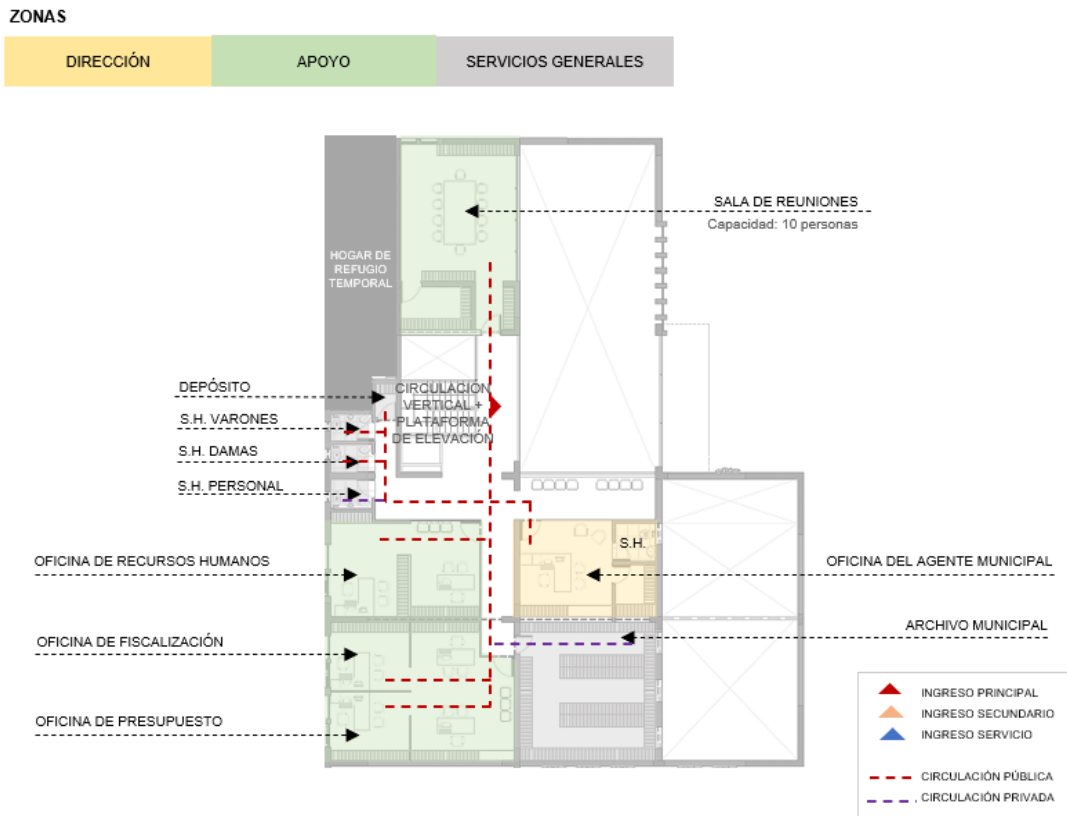 ZONAS
DIRECCIÓN
APOYO
SERVICIOS GENERALES
SALA DE REUNIONES
Capacidad: 10 personas
HOGAR DE
REFUGIO
TEMPORAL
DEPÓSITO
CIRCULACIÓN
VERTICAL +
PLATAFORMA
DE ELEVACIÓN
S.H. VARONES
S.H. DAMAS
S.H. PERSONAL
S.H.
OFICINA DE RECURSOS HUMANOS
OFICINA DEL AGENTE MUNICIPAL
ARCHIVO MUNICIPAL
OFICINA DE FISCALIZACIÓN
OFICINA DE PRESUPUESTO
INGRESO PRINCIPAL
INGRESO SECUNDARIO
INGRESO SERVICIO
CIRCULACIÓN PÚBLICA
CIRCULACIÓN PRIVADA